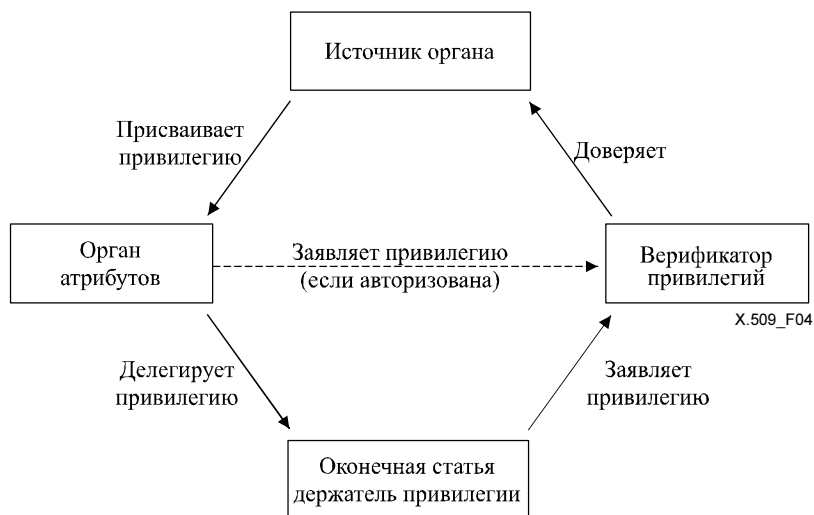 Источник органа
Присваивает
привилегию
Доверяет
Орган
атрибутов
Заявляет привилегию
(если авторизована)
Верификатор
привилегий
X.509_F04
Делегирует
привилегию
Заявляет
привилегию
Оконечная статья
держатель привилегии